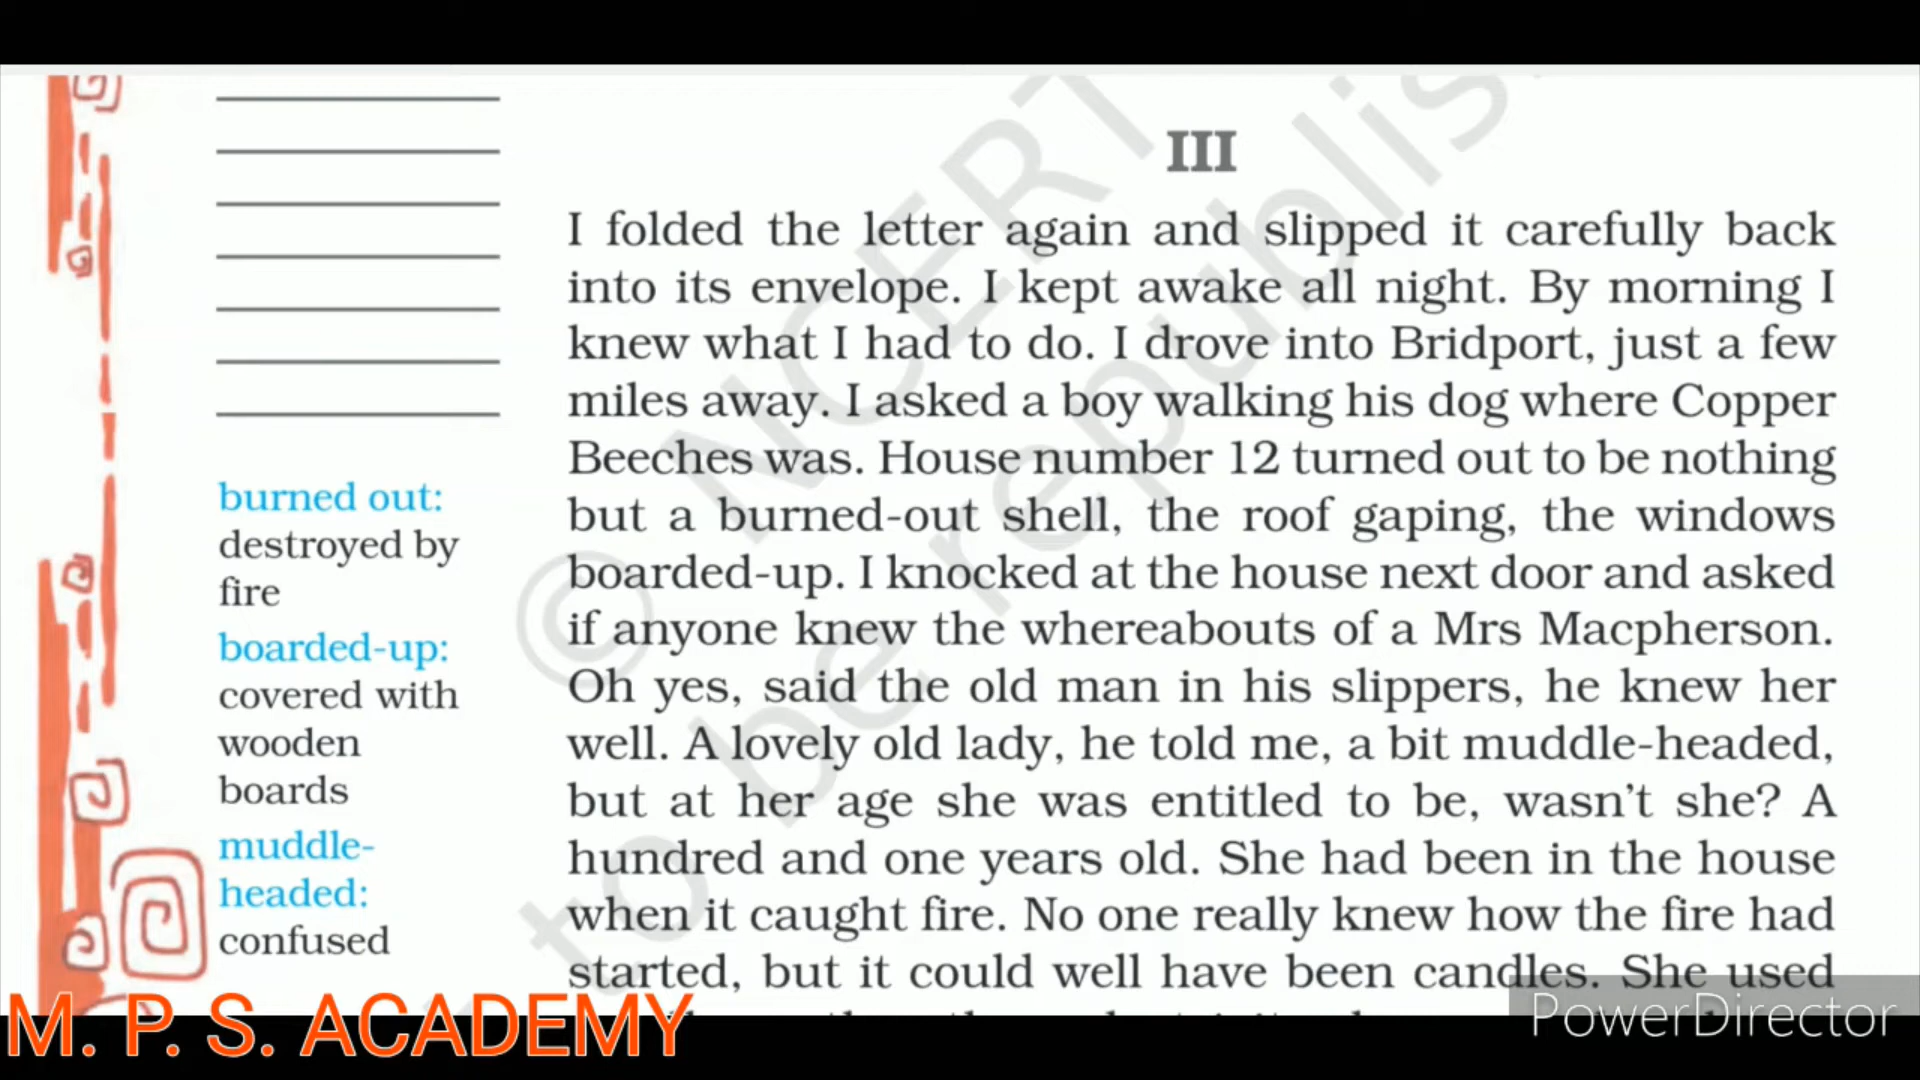 III
I folded the letter again and slipped it carefully back
into its envelope. I kept awake all night. By morning I
knew what I had to do. I drove into Bridport, just a few
miles away. I asked a boy walking his dog where Copper
Beeches was. House number 12 turned out to be nothing
but a burned-out shell, the roof gaping, the windows
boarded-up. I knocked at the house next door and asked
if anyone knew the whereabouts of a Mrs Macpherson.
Oh yes, said the old man in his slippers, he knew her
well. A lovely old lady, he told me, a bit muddle-headed,
but at her age she was entitled to be, wasn't she? A
hundred and one years old. She had been in the house
when it caught fire. No one really knew how the fire had
started, but it could well have been candles. She used
burned out:
destroyed by
fire
boarded-up:
covered with
wooden
boards
muddle-
headed:
confused
© NCERT
to be republis
M. P. S. ACADEMY
PowerDirector